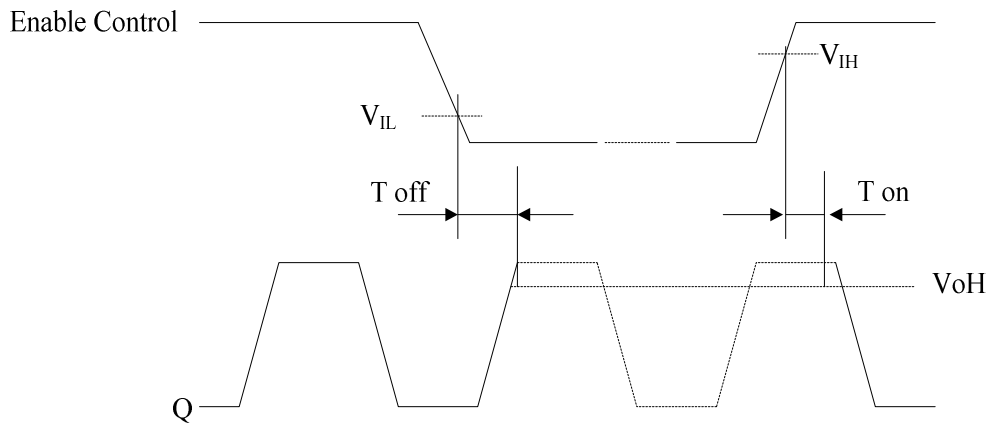 Enable Control
VIH
VIL
T off
T on
VoH
Q